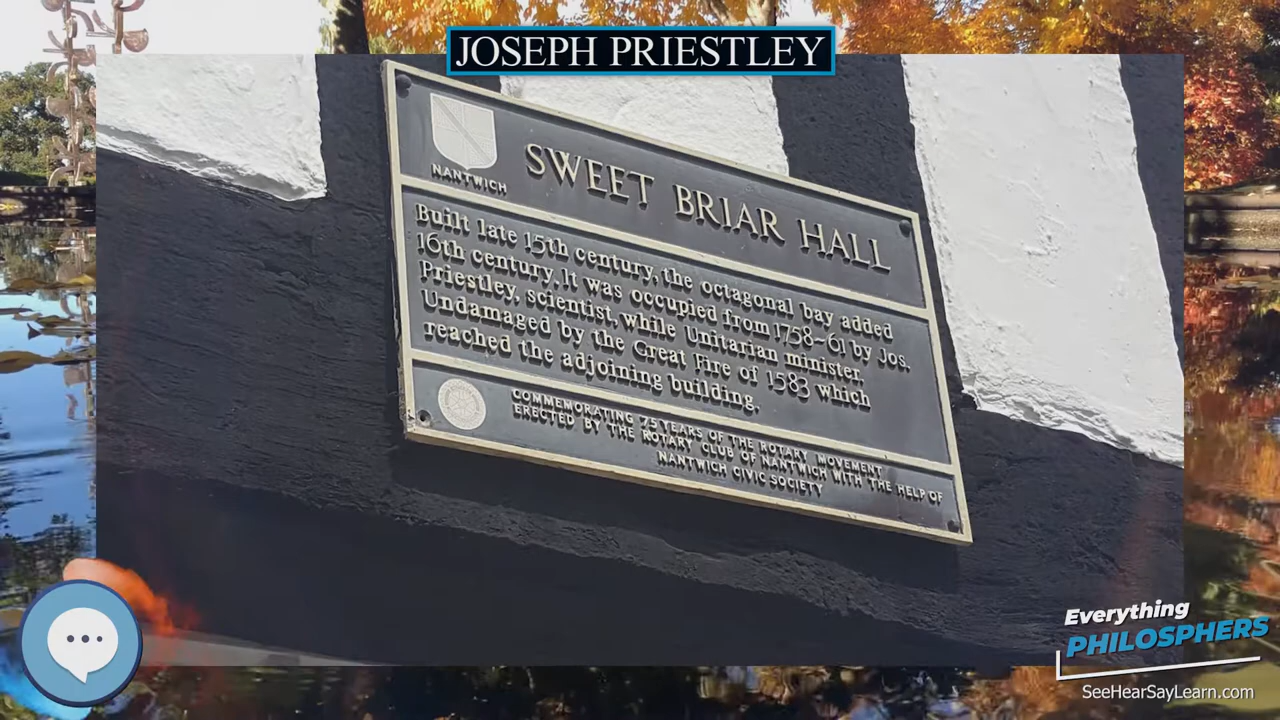 JOSEPH PRIESTLEY
NANTWICH
SWEET BRIAR HALL
Built late 15th century, the octagonal bay added
16th century. It was occupied from 1758~61 by Jos.
Priestley, scientist, while Unitarian minister.
Undamaged by the Great Fire of 1583 which
reached the adjoining building.
COMMEMORATING 75 YEARS OF THE ROTARY MOVEMENT
ERECTED BY THE ROTARY CLUB OF NANTWICH WITH THE HELP OF
NANTWICH CIVIC SOCIETY
Everything
PHILOSPHERS
SeeHearSayLearn.com